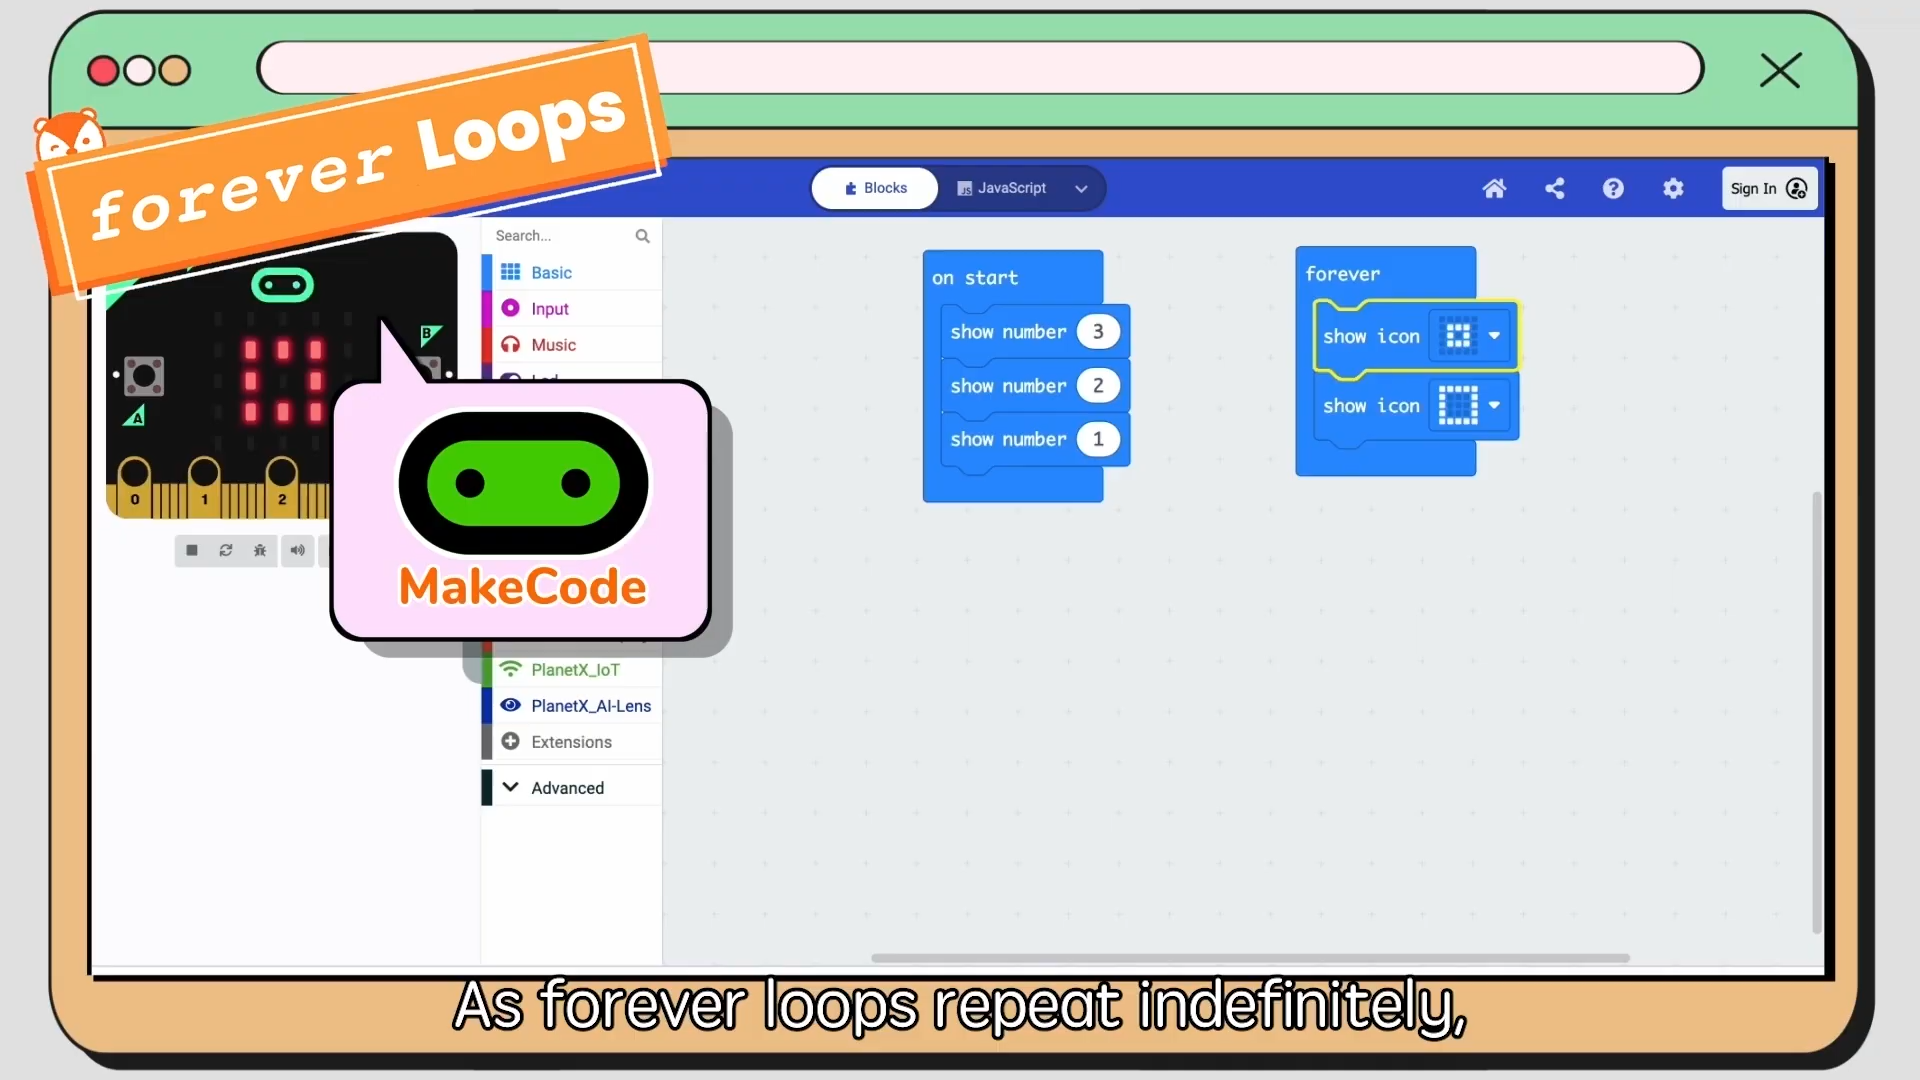 forever Loops
Blocks
JavaScript
Sign In
Search...
Basic
Input
Music
PlanetX_IoT
PlanetX_AI-Lens
Extensions
Advanced
B
A
0
1
2
MakeCode
on start
show number 3
show number 2
show number 1
forever
show icon
show icon
As forever loops repeat indefinitely,